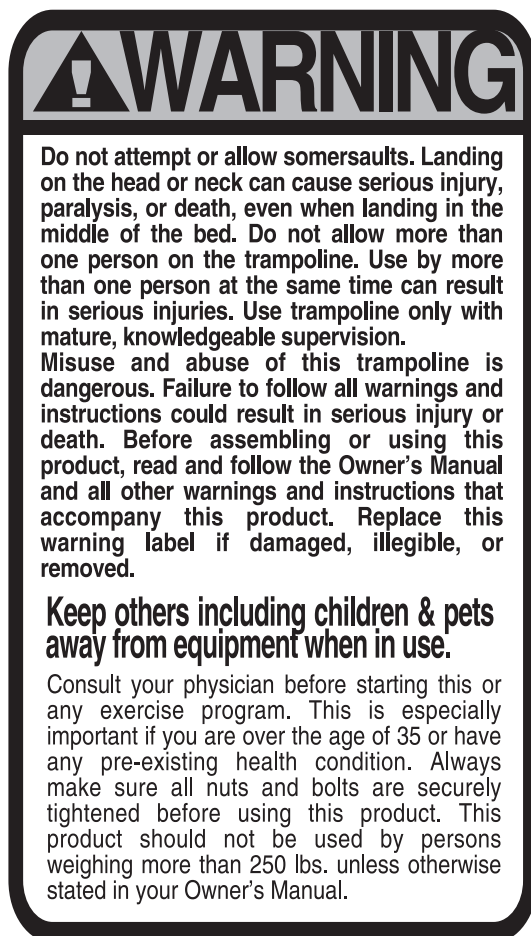 WARNING
Do not attempt or allow somersaults. Landing
on the head or neck can cause serious injury,
paralysis, or death, even when landing in the
middle of the bed. Do not allow more than
one person on the trampoline. Use by more
than one person at the same time can result
in serious injuries. Use trampoline only with
mature, knowledgeable supervision.
Misuse and abuse of this trampoline is
dangerous. Failure to follow all warnings and
instructions could result in serious injury or
death. Before assembling or using this
product, read and follow the Owner's Manual
and all other warnings and instructions that
accompany this product. Replace this
warning label if damaged, illegible, or
removed.
Keep others including children & pets
away from equipment when in use.
Consult your physician before starting this or
any exercise program. This is especially
important if you are over the age of 35 or have
any pre-existing health condition. Always
make sure all nuts and bolts are securely
tightened before using this product. This
product should not be used by persons
weighing more than 250 lbs. unless otherwise
stated in your Owner's Manual.